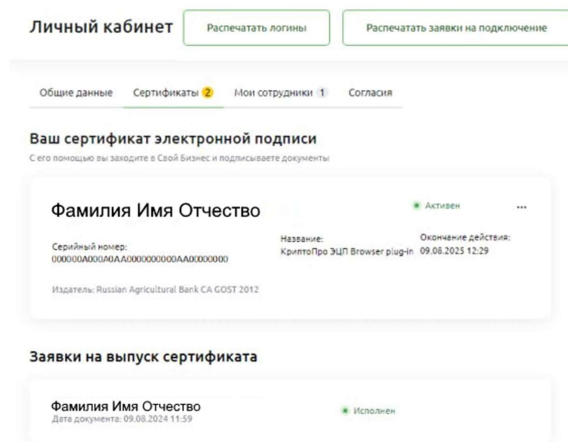 Личный кабинет
Распечатать логины
Распечатать заявки на подключение
Общие данные Сертификаты 2 Мои сотрудники 1 Согласия
Ваш сертификат электронной подписи
С его помощью вы заходите в Свой Бизнес и подписываете документы
Фамилия Имя Отчество
Активен
...
Серийный номер:
000000A000A0AA0000000000AA00000000
Название:
КриптоПро ЭЦП Browser plug-in
Окончание действия:
09.08.2025 12:29
Издатель: Russian Agricultural Bank CA GOST 2012
Заявки на выпуск сертификата
Фамилия Имя Отчество
Исполнен
Дата документа: 09.08.2024 11:59